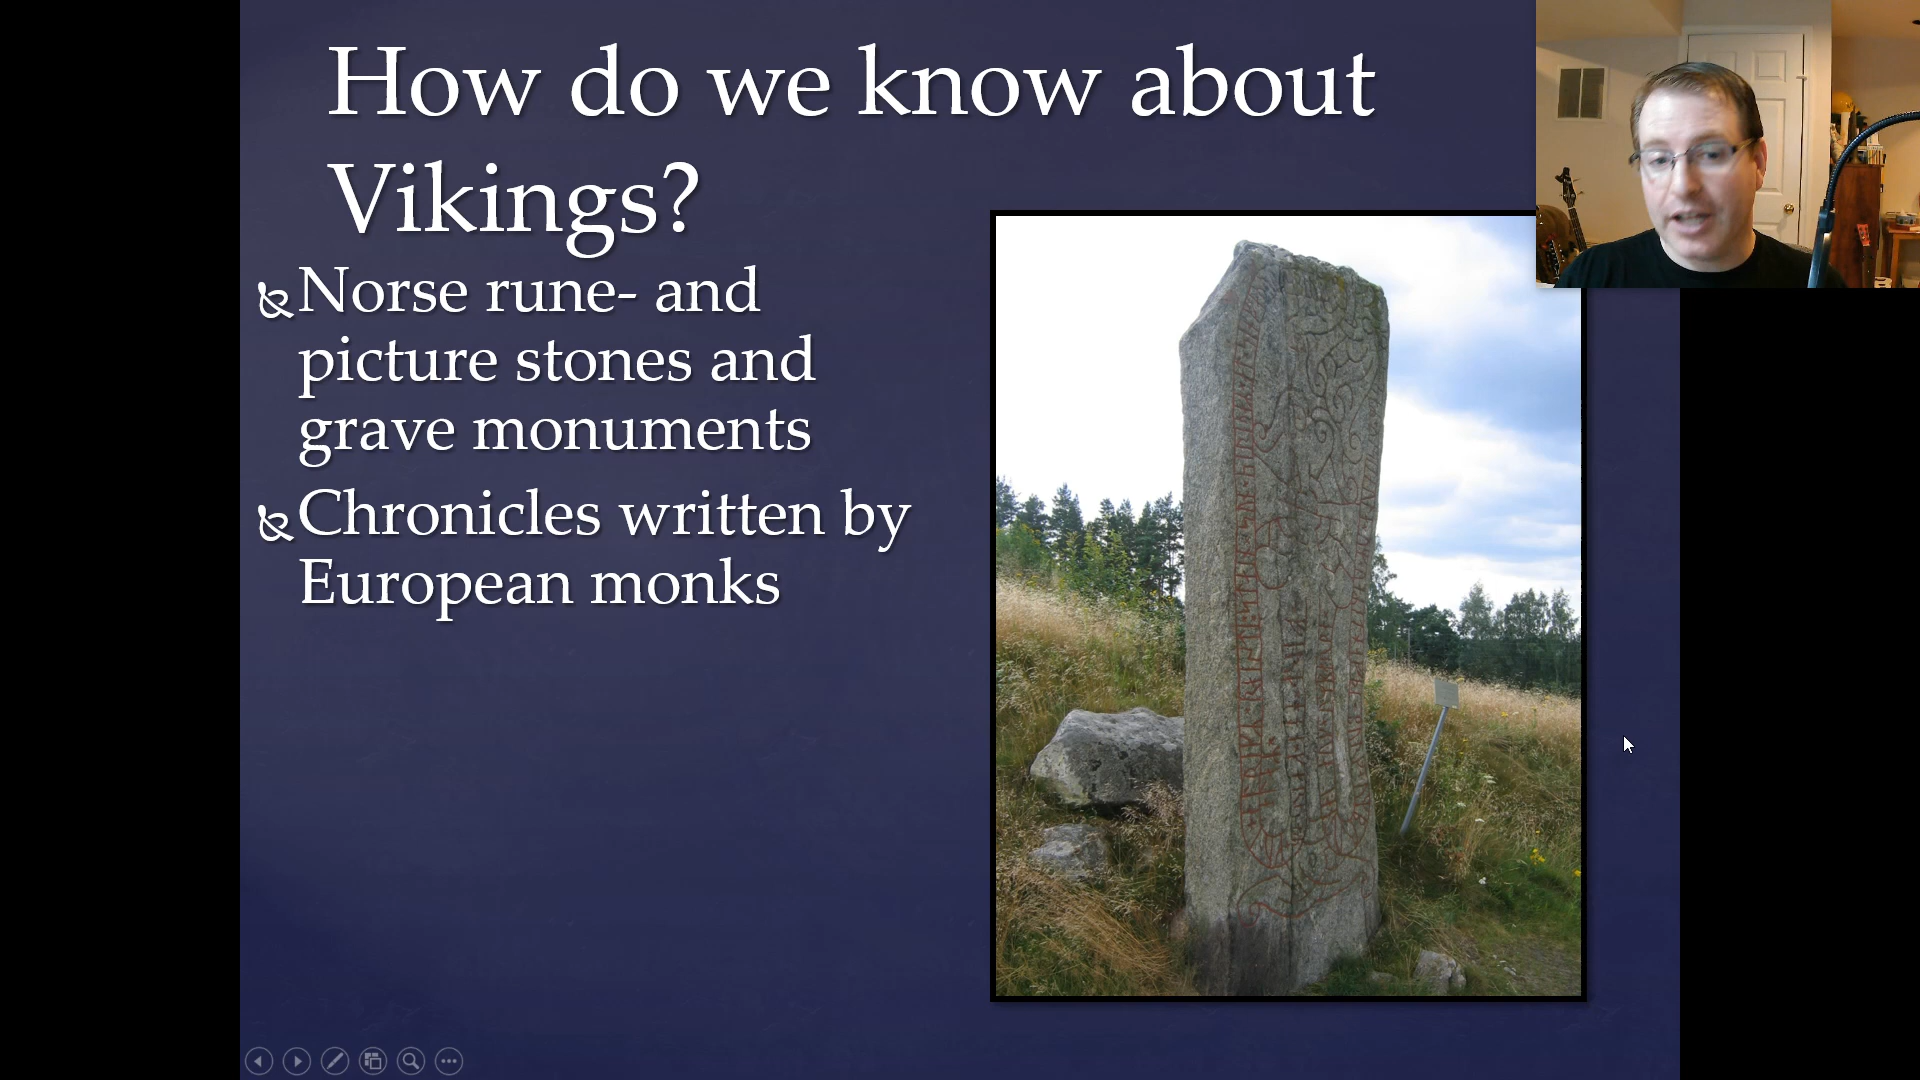 How do we know about
Vikings?
Norse rune- and
picture stones and
grave monuments
Chronicles written by
European monks